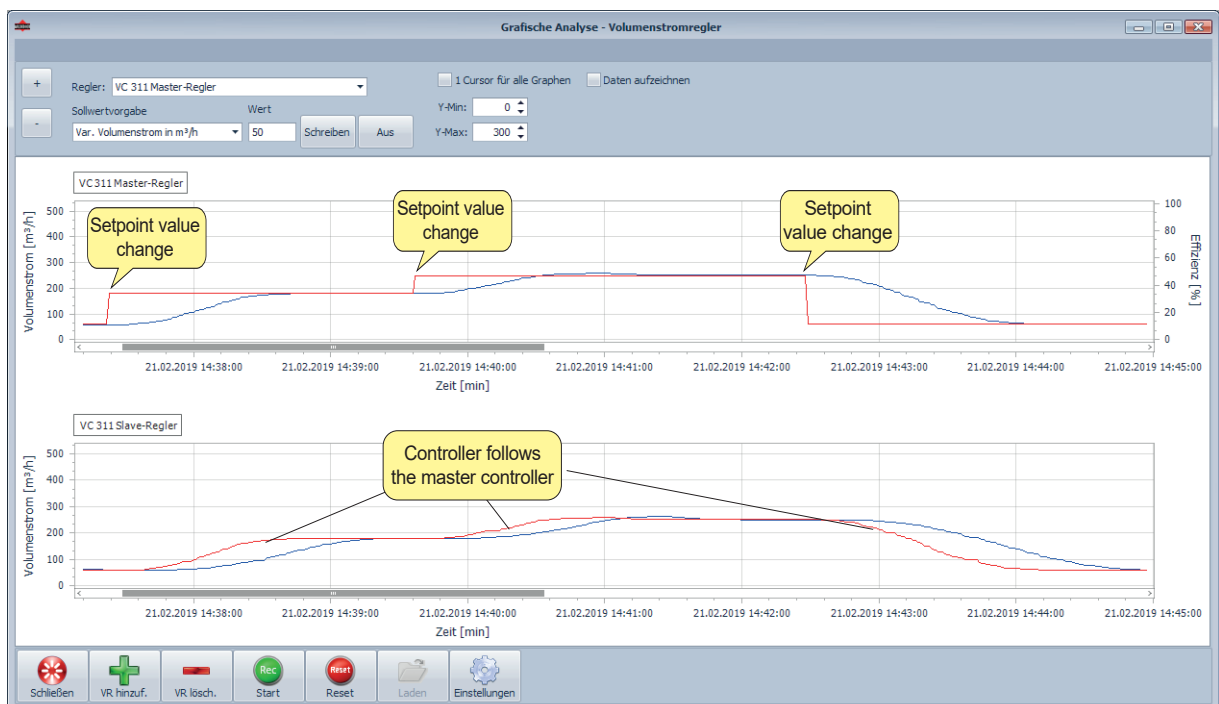 Grafische Analyse - Volumenstromregler
+
Regler: VC 311 Master-Regler
1 Cursor für alle Graphen
Daten aufzeichnen
-
Sollwertvorgabe
Wert
Var. Volumenstrom in m³/h
50
Schreiben
Aus
Y-Min: 0
Y-Max: 300
VC 311 Master-Regler
Setpoint value
change
Setpoint value
change
Setpoint
value change
Volumenstrom [m³/h]
500
400
300
200
100
0
100
80
60
40
20
0
Effizienz [%]
21.02.2019 14:38:00
21.02.2019 14:39:00
21.02.2019 14:40:00
21.02.2019 14:41:00
21.02.2019 14:42:00
21.02.2019 14:43:00
21.02.2019 14:44:00
21.02.2019 14:45:00
Zeit [min]
VC 311 Slave-Regler
Controller follows
the master controller
Volumenstrom [m³/h]
500
400
300
200
100
0
21.02.2019 14:38:00
21.02.2019 14:39:00
21.02.2019 14:40:00
21.02.2019 14:41:00
21.02.2019 14:42:00
21.02.2019 14:43:00
21.02.2019 14:44:00
21.02.2019 14:45:00
Zeit [min]
Schließen
VR hinzuf.
VR lösch.
Rec
Start
Reset
Reset
Laden
Einstellungen